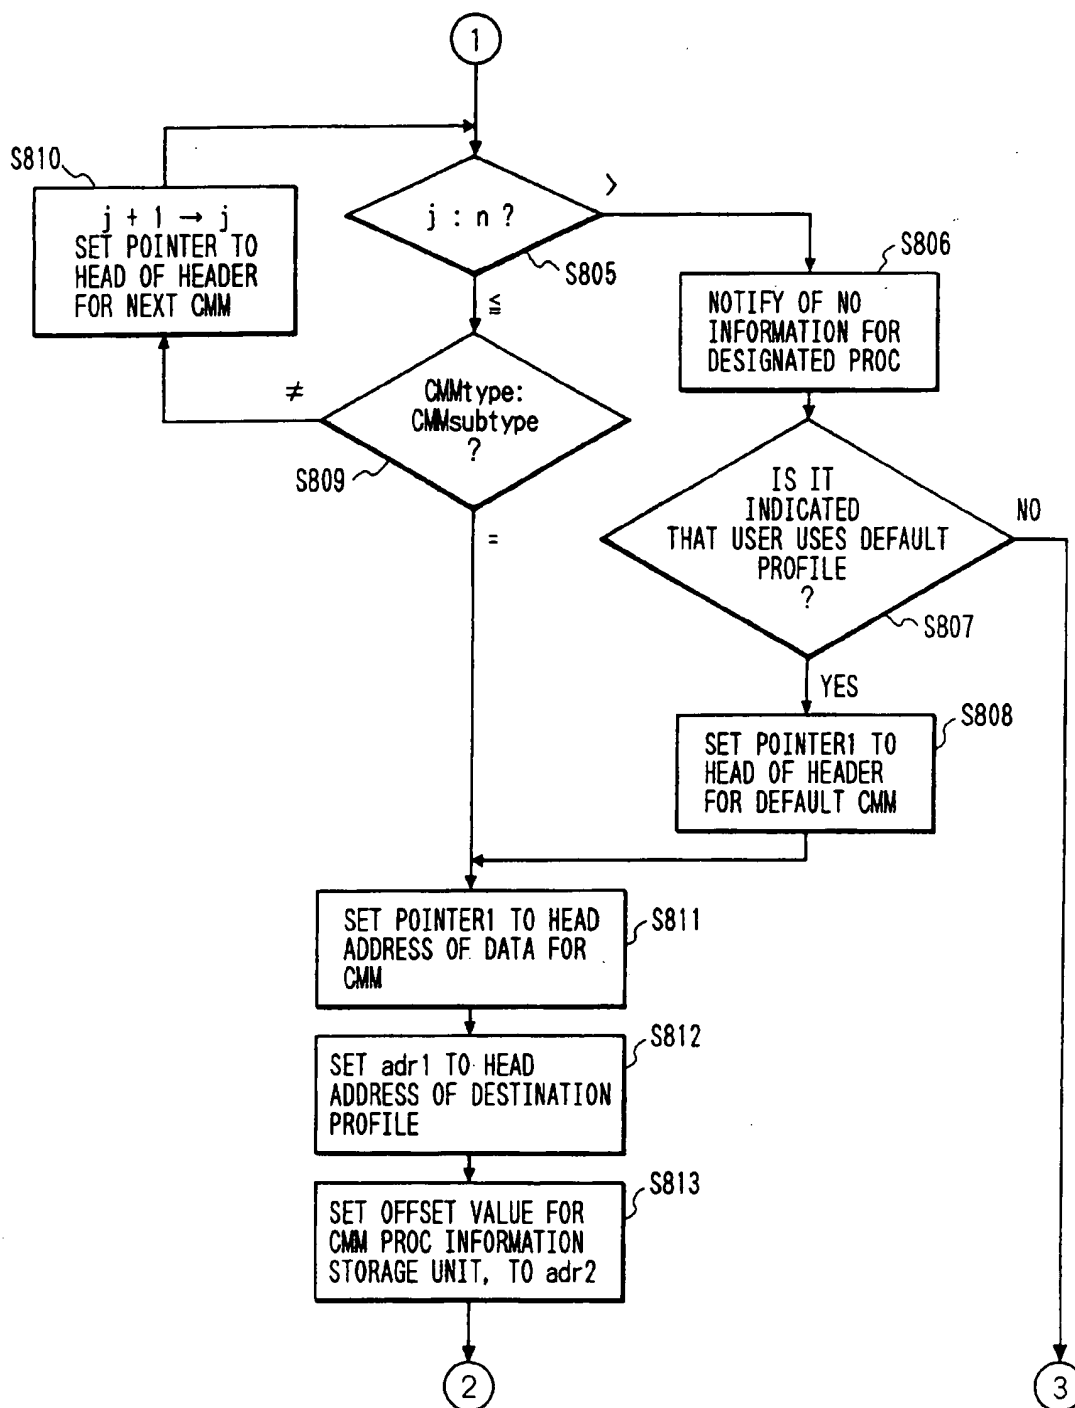 1
S810
j + 1 → j
SET POINTER TO
HEAD OF HEADER
FOR NEXT CMM
j : n ?
>
S805
≦
S806
NOTIFY OF NO
INFORMATION FOR
DESIGNATED PROC
≠
CMMtype:
CMMsubtype
?
S809
=
IS IT
INDICATED
THAT USER USES DEFAULT
PROFILE
?
NO
S807
YES
S808
SET POINTER1 TO
HEAD OF HEADER
FOR DEFAULT CMM
SET POINTER1 TO HEAD
ADDRESS OF DATA FOR
CMM
S811
SET adr1 TO HEAD
ADDRESS OF DESTINATION
PROFILE
S812
SET OFFSET VALUE FOR
CMM PROC INFORMATION
STORAGE UNIT, TO adr2
S813
2
3